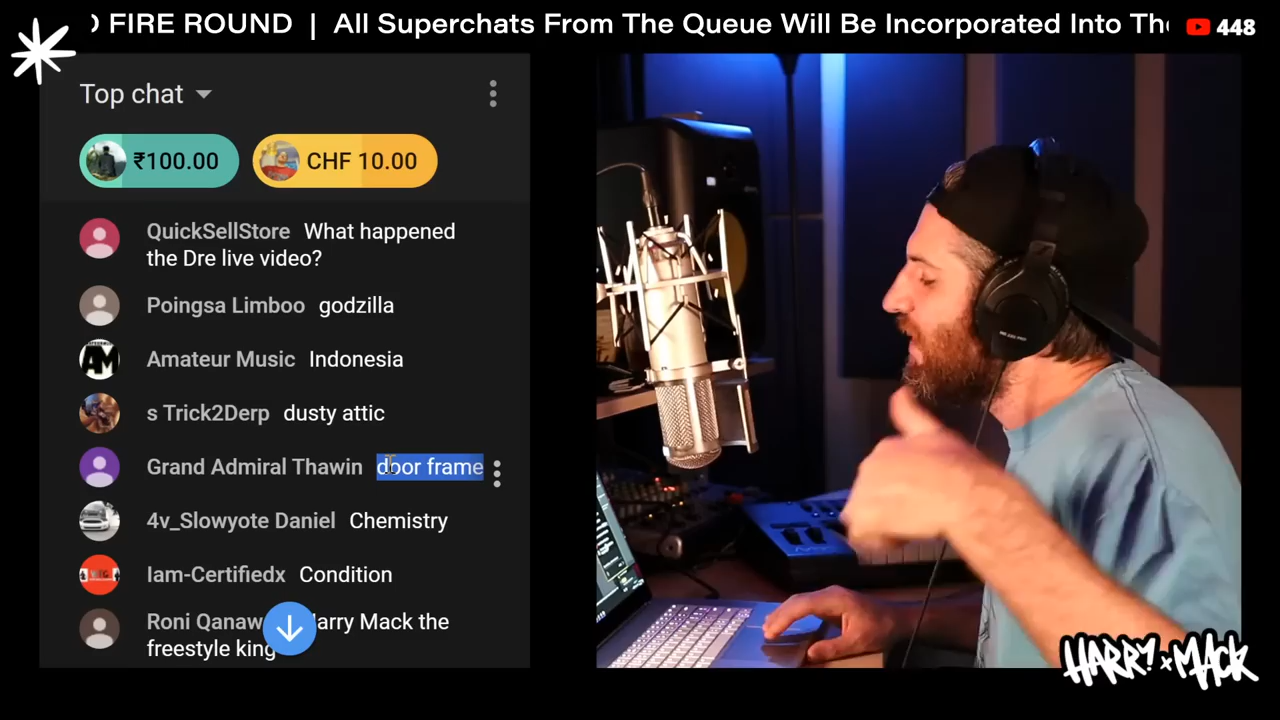 FIRE ROUND | All Superchats From The Queue Will Be Incorporated Into The
448
Top chat
₹100.00 CHF 10.00
QuickSellStore What happened
the Dre live video?
Poingsa Limboo godzilla
Amateur Music Indonesia
s Trick2Derp dusty attic
Grand Admiral Thawin door frame
4v_Slowyote Daniel Chemistry
Iam-Certifiedx Condition
Roni Qanaw Harry Mack the
freestyle king
HARRY x MACK